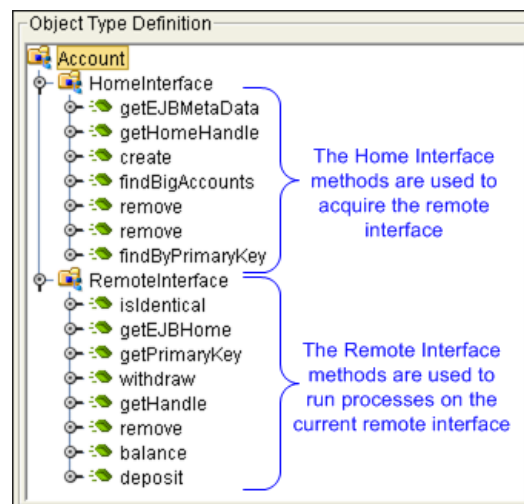 Object Type Definition
Account
HomeInterface
getEJBMetaData
getHomeHandle
create
findBigAccounts
remove
remove
findByPrimaryKey
The Home Interface
methods are used to
acquire the remote
interface
RemoteInterface
isIdentical
getEJBHome
getPrimaryKey
withdraw
getHandle
remove
balance
deposit
The Remote Interface
methods are used to
run processes on the
current remote interface